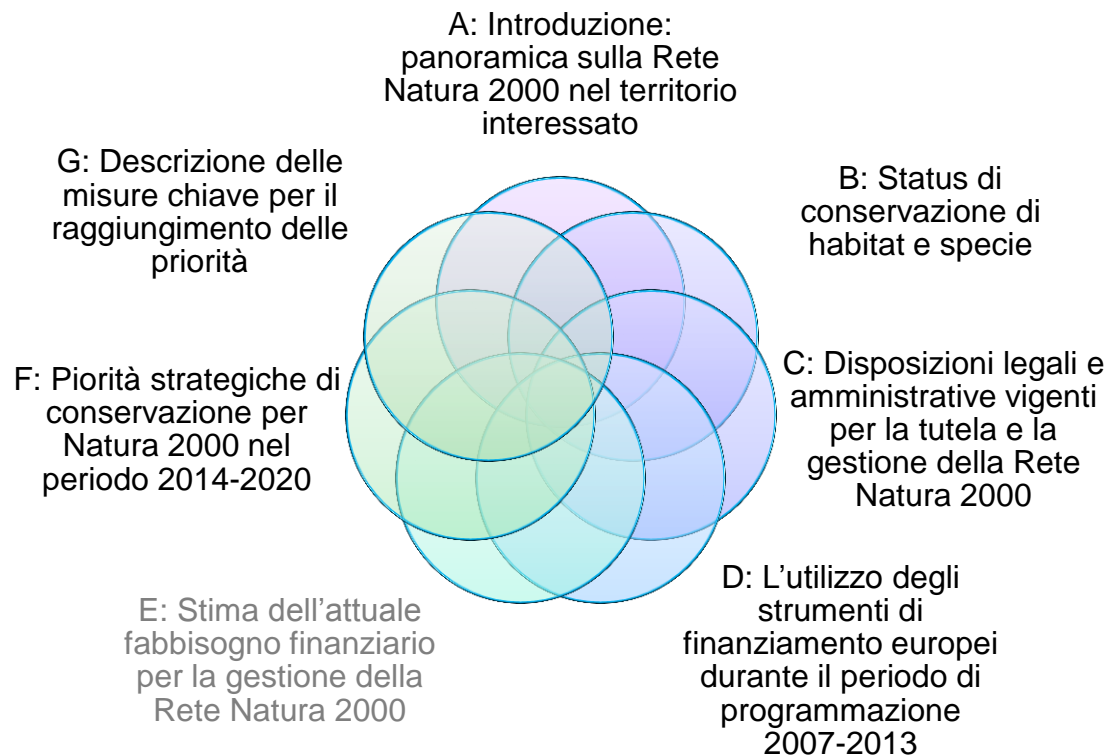 A: Introduzione:
panoramica sulla Rete
Natura 2000 nel territorio
interessato
B: Status di
conservazione di
habitat e specie
C: Disposizioni legali e
amministrative vigenti
per la tutela e la
gestione della Rete
Natura 2000
D: L'utilizzo degli
strumenti di
finanziamento europei
durante il periodo di
programmazione
2007-2013
E: Stima dell'attuale
fabbisogno finanziario
per la gestione della
Rete Natura 2000
F: Piorità strategiche di
conservazione per
Natura 2000 nel
periodo 2014-2020
G: Descrizione delle
misure chiave per il
raggiungimento delle
priorità